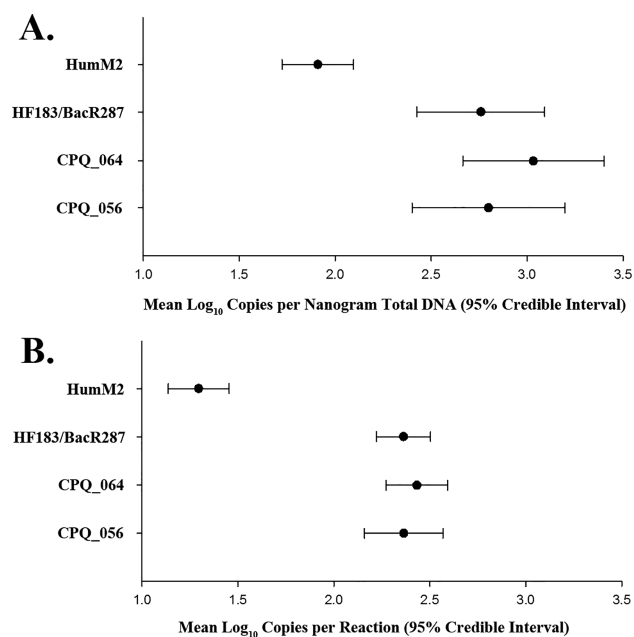 A.
HumM2
HF183/BacR287
CPQ_064
CPQ_056
1.0 1.5 2.0 2.5 3.0 3.5
Mean Log10 Copies per Nanogram Total DNA (95% Credible Interval)
B.
HumM2
HF183/BacR287
CPQ_064
CPQ_056
1.0 1.5 2.0 2.5 3.0 3.5
Mean Log10 Copies per Reaction (95% Credible Interval)